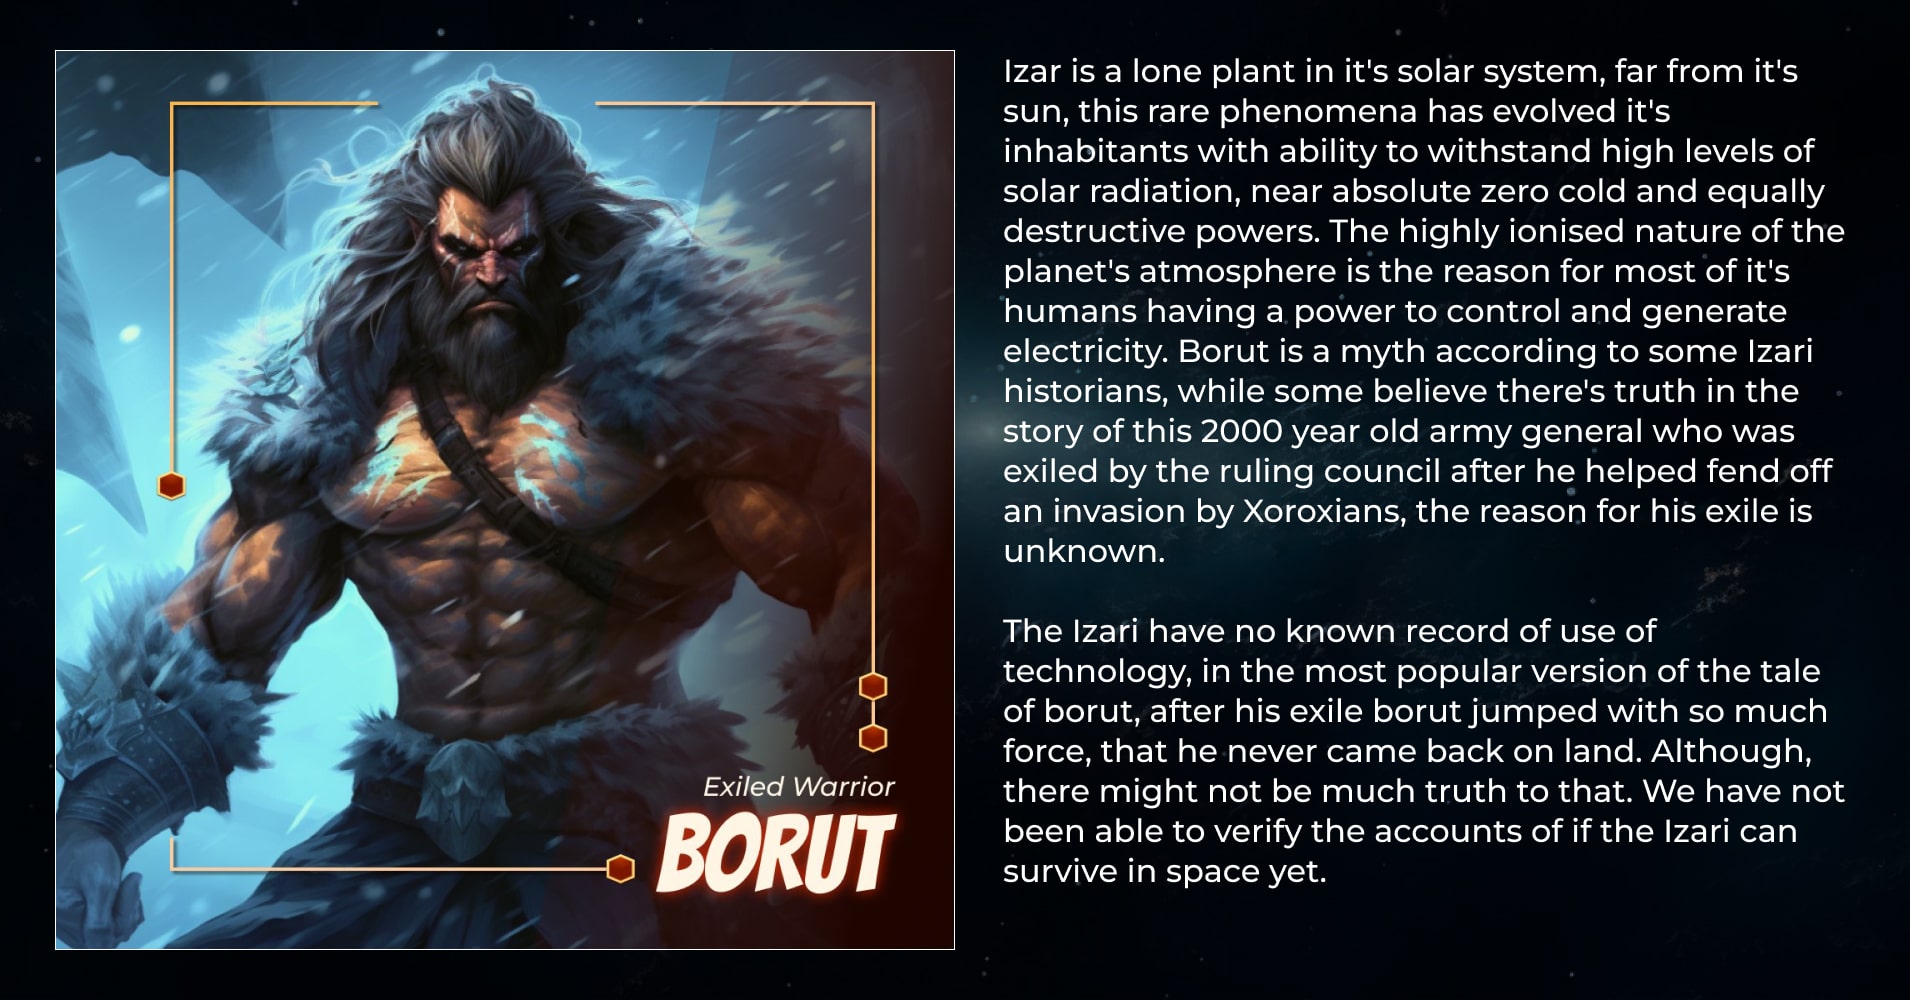 Exiled Warrior
BORUT
Izar is a lone plant in it's solar system, far from it's
sun, this rare phenomena has evolved it's
inhabitants with ability to withstand high levels of
solar radiation, near absolute zero cold and equally
destructive powers. The highly ionised nature of the
planet's atmosphere is the reason for most of it's
humans having a power to control and generate
electricity. Borut is a myth according to some Izari
historians, while some believe there's truth in the
story of this 2000 year old army general who was
exiled by the ruling council after he helped fend off
an invasion by Xoroxians, the reason for his exile is
unknown.
The Izari have no known record of use of
technology, in the most popular version of the tale
of borut, after his exile borut jumped with so much
force, that he never came back on land. Although,
there might not be much truth to that. We have not
been able to verify the accounts of if the Izari can
survive in space yet.